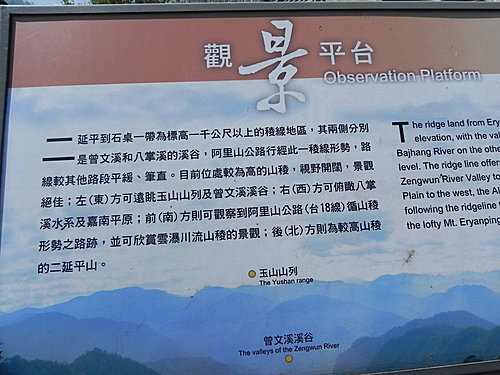 觀景平台
Observation Platform
二延平到石桌一帶為標高一千公尺以上的稜線地區，其兩側分別
是曾文溪和八掌溪的溪谷，阿里山公路行經此一稜線形勢，路
線較其他路段平緩、筆直。目前位處較為高的山稜，視野開闊，景觀
絕佳；左(東)方可遠眺玉山山列及曾文溪溪谷；右(西)方可俯瞰八掌
溪水系及嘉南平原；前(南)方則可觀察到阿里山公路(台18線)循山稜
形勢之路跡，並可欣賞雲瀑川流山稜的景觀；後(北)方則為較高山稜
的二延平山。
The ridge land from Ery
elevation, with the val
Bajhang River on the othe
level. The ridge line offer
Zengwun River Valley to
Plain to the west, the Al
following the ridgeline
the lofty Mt. Eryanping
玉山山列
The Yushan range
曾文溪溪谷
The valleys of the Zengwun River